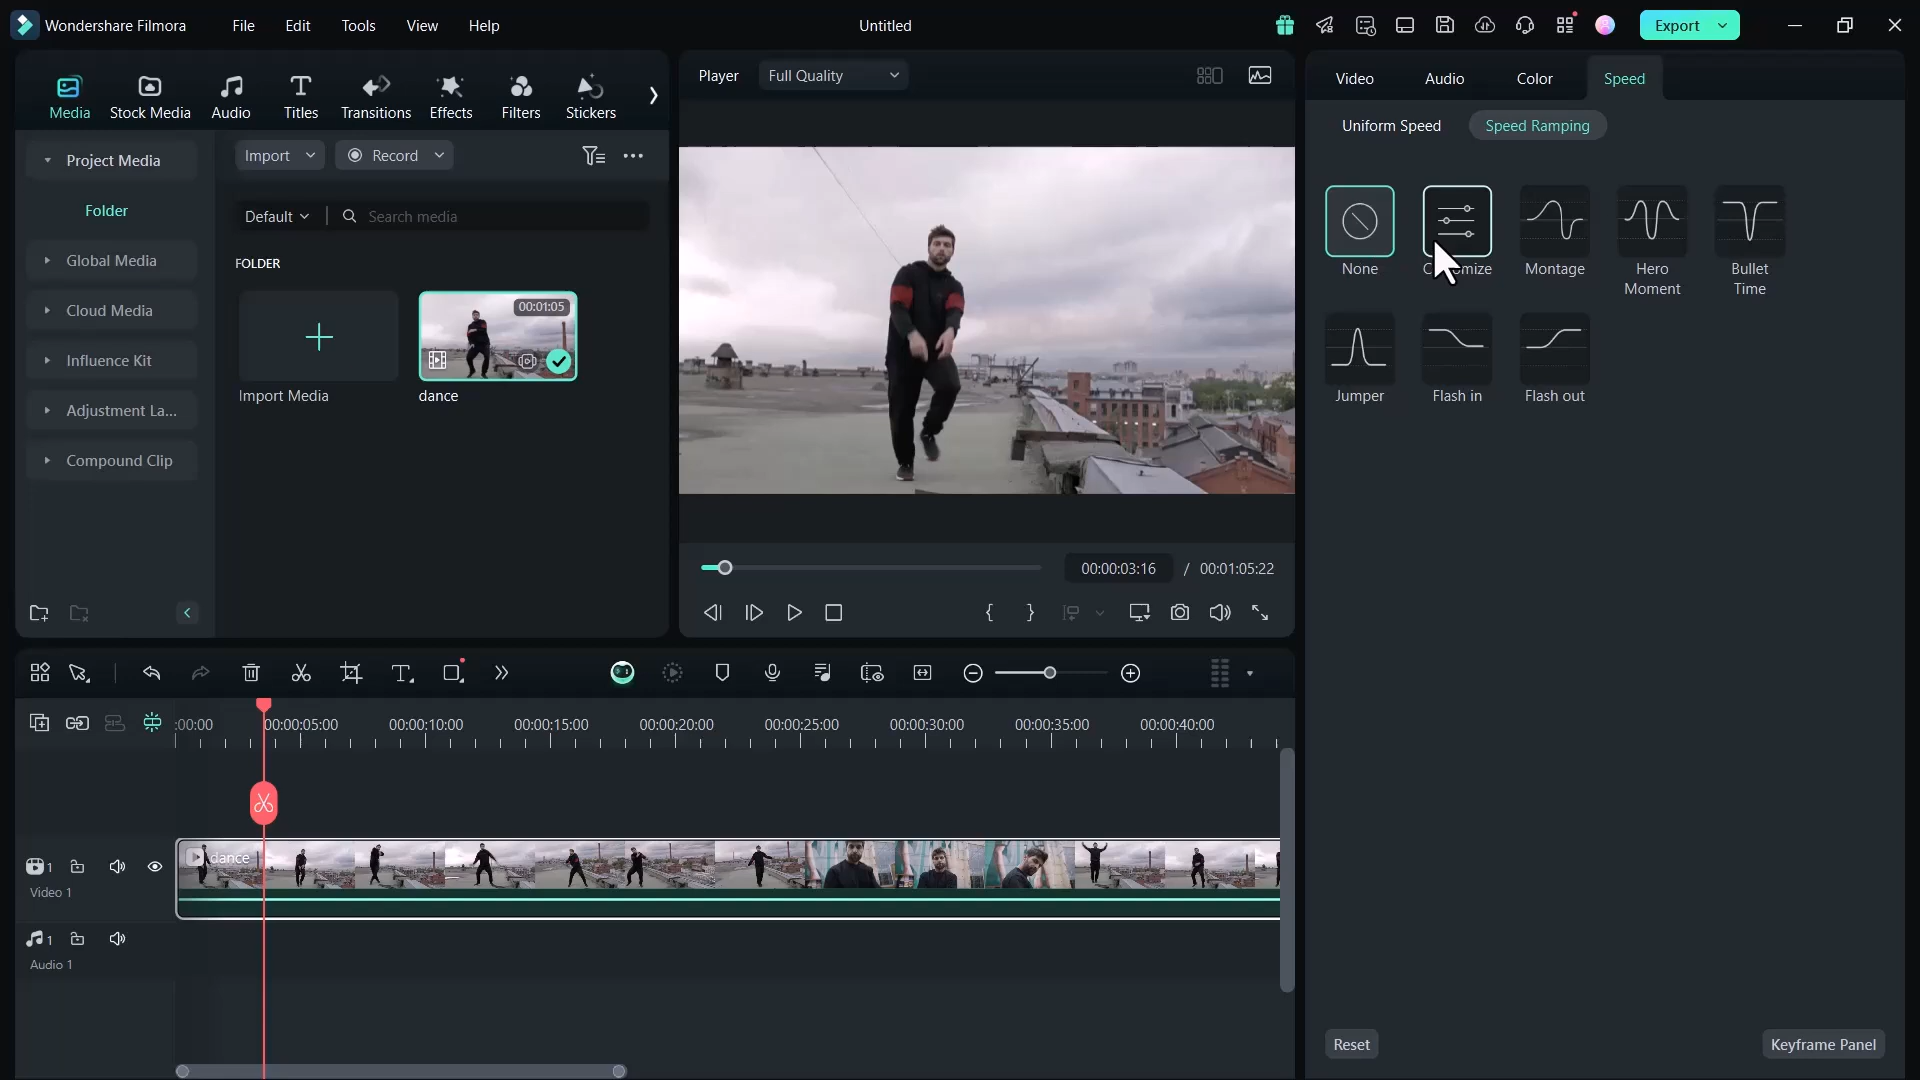 Wondershare Filmora
File
Edit
Tools
View
Help
Untitled
Export
Media
Stock Media
Audio
Titles
Transitions
Effects
Filters
Stickers
Player
Full Quality
Video
Audio
Color
Speed
Uniform Speed
Speed Ramping
Project Media
Folder
Global Media
Cloud Media
Influence Kit
Adjustment La...
Compound Clip
Import
Record
Default
Search media
FOLDER
00:01:05
Import Media
dance
None
Montage
Hero
Moment
Bullet
Time
Jumper
Flash in
Flash out
00:00:03:16
/
00:01:05:22
:00:00
00:00:05:00
00:00:10:00
00:00:15:00
00:00:20:00
00:00:25:00
00:00:30:00
00:00:35:00
00:00:40:00
dance
1
Video 1
1
Audio 1
Reset
Keyframe Panel